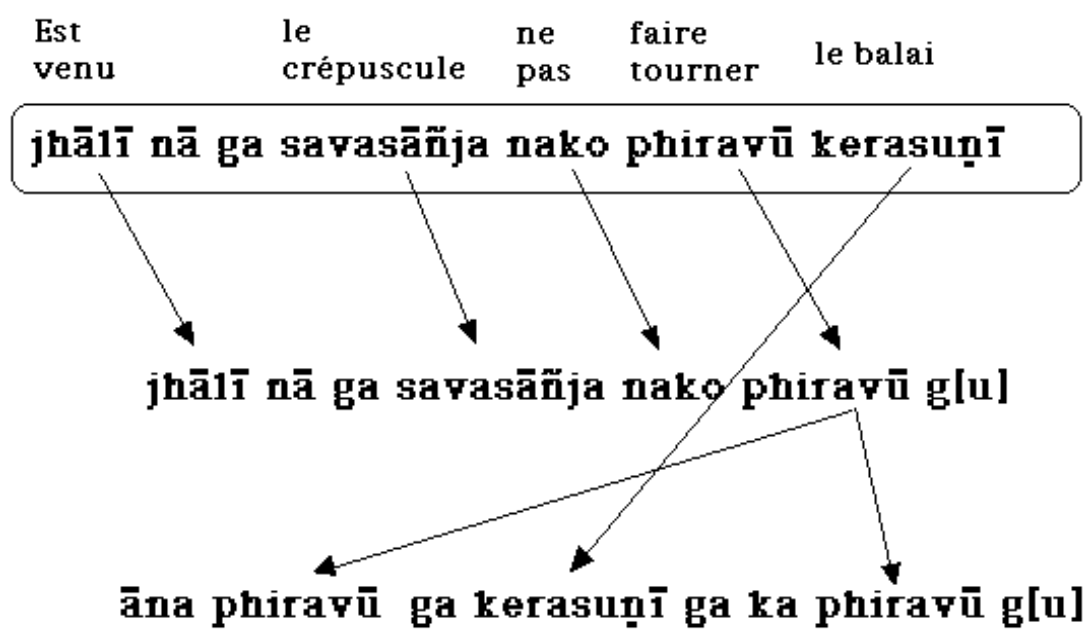 Est le ne faire
venu crépuscule pas tourner le balai
jhālī nā ga savasāñja nako phiravū kerasuṇī
jhālī nā ga savasāñja nako phiravū g[u]
āna phiravū ga kerasuṇī ga ka phiravū g[u]